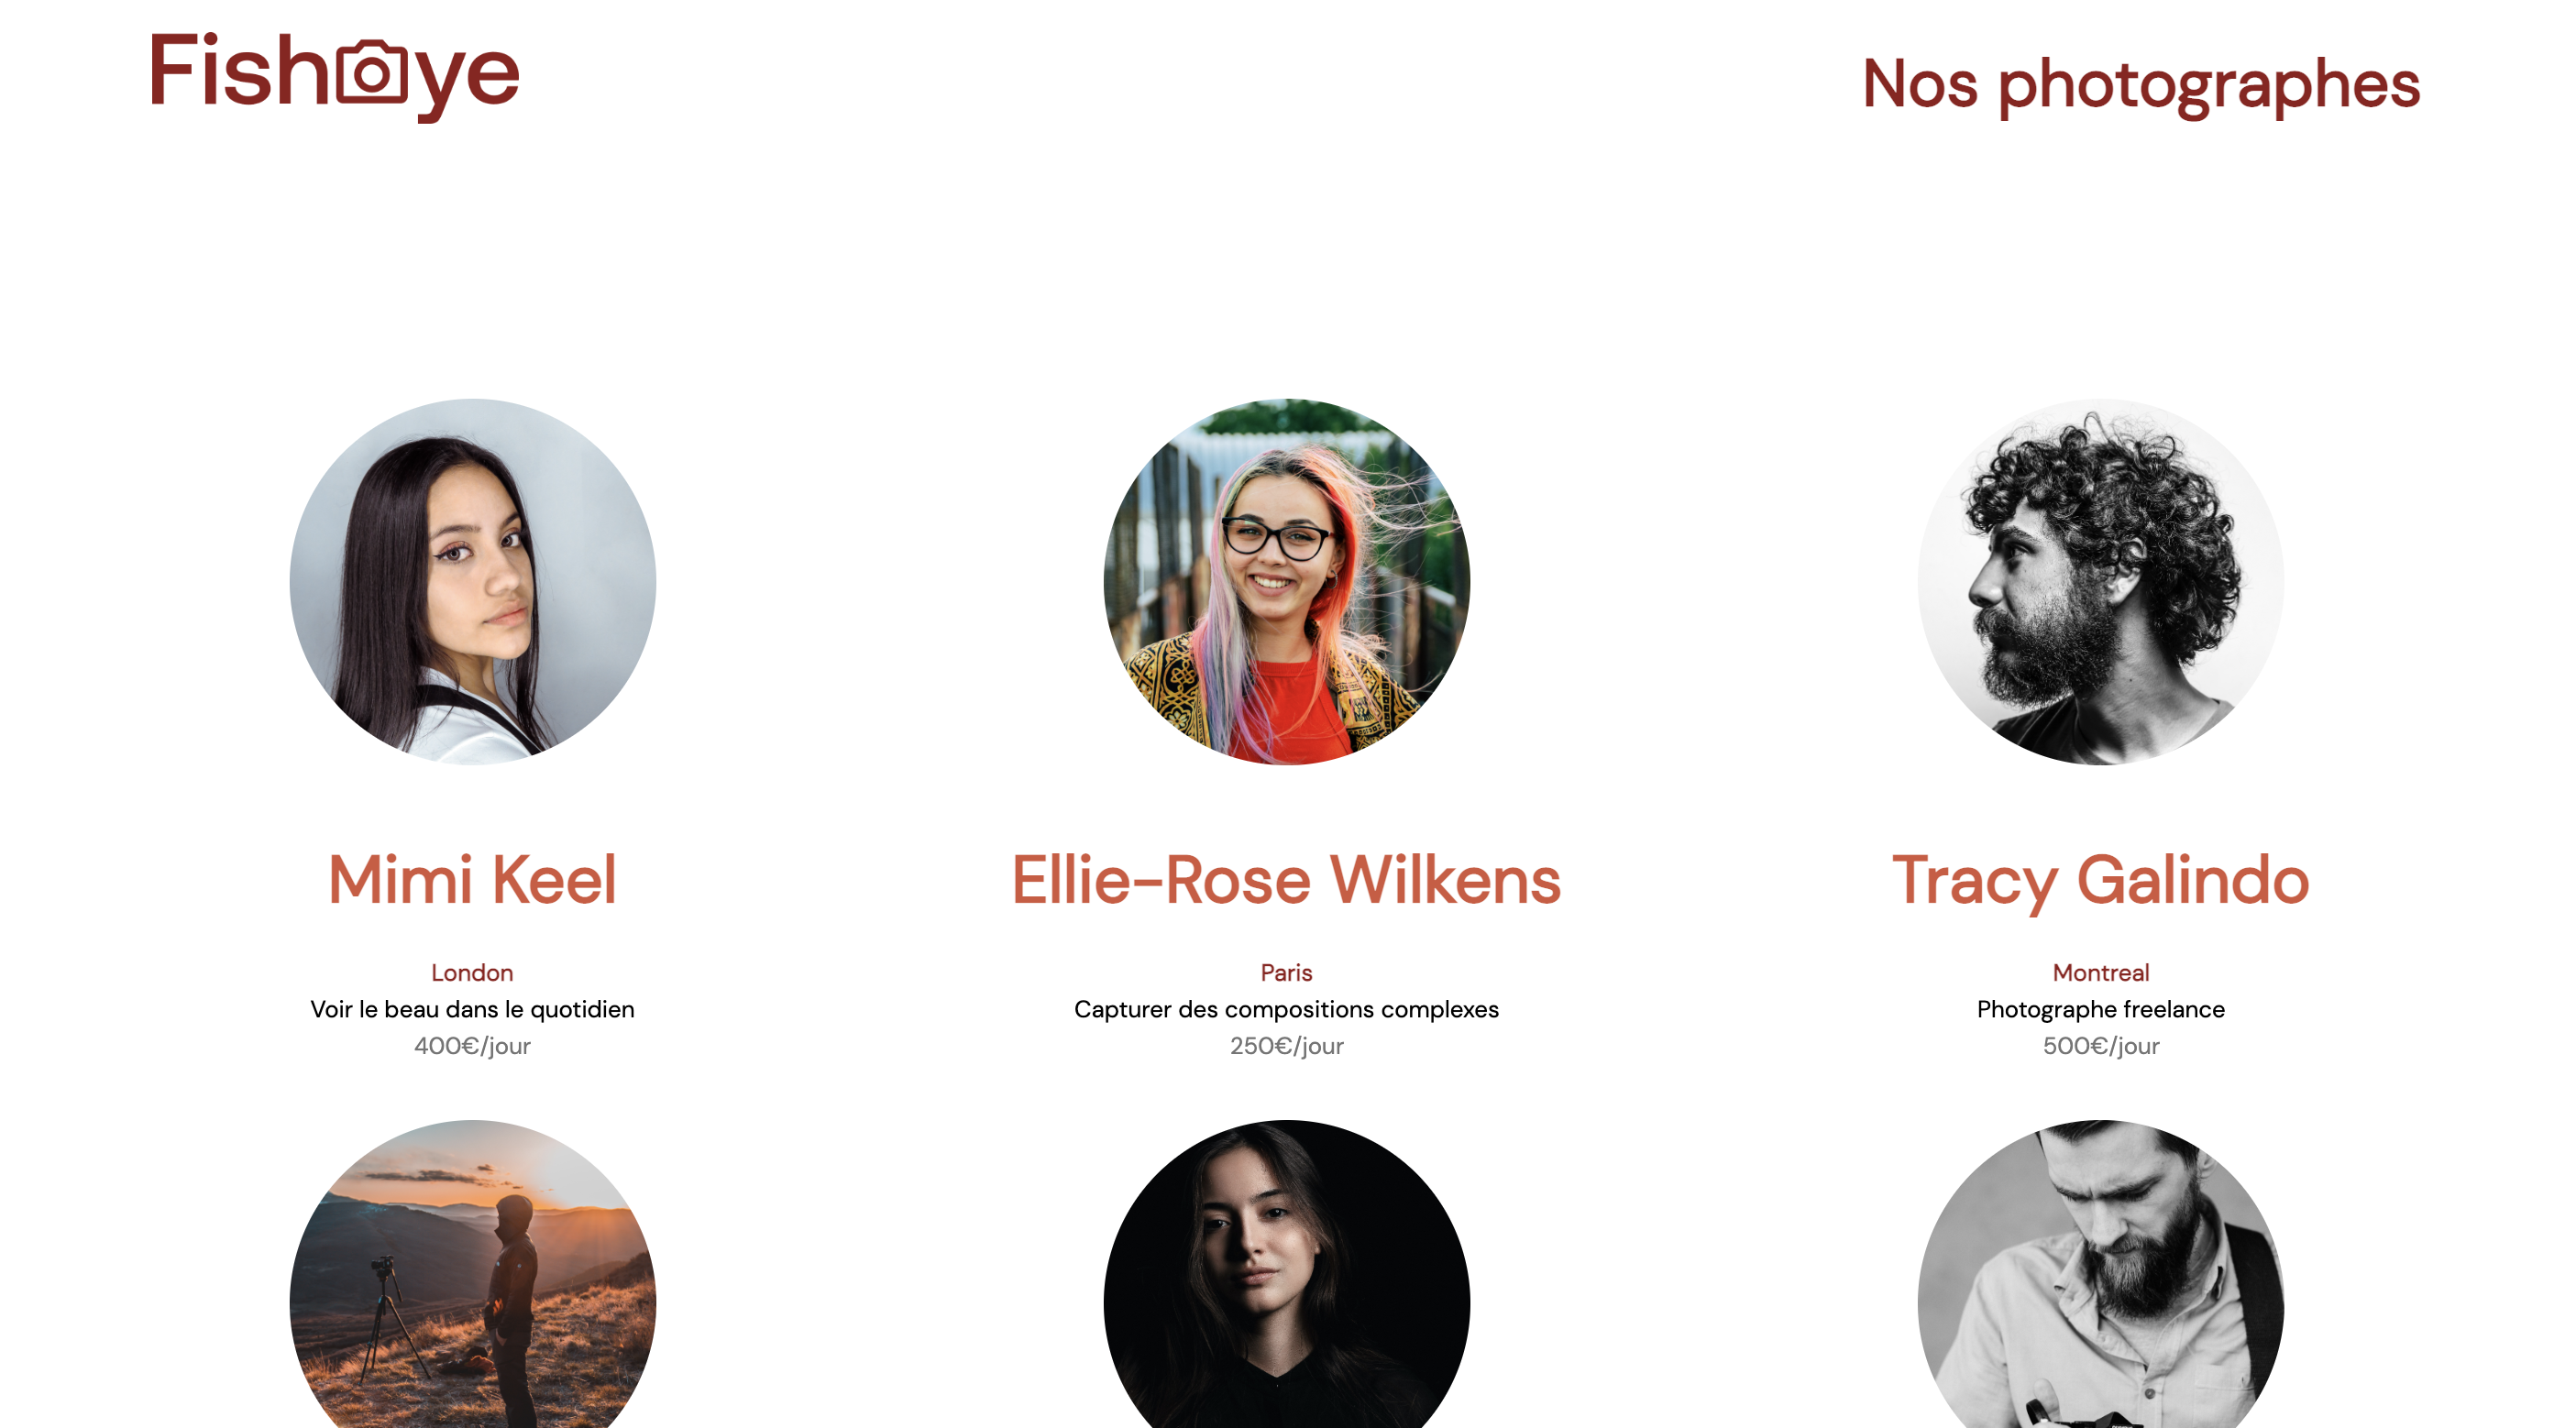 Fisheye
Nos photographes
Mimi Keel
London
Voir le beau dans le quotidien
400€/jour
Ellie-Rose Wilkens
Paris
Capturer des compositions complexes
250€/jour
Tracy Galindo
Montreal
Photographe freelance
500€/jour